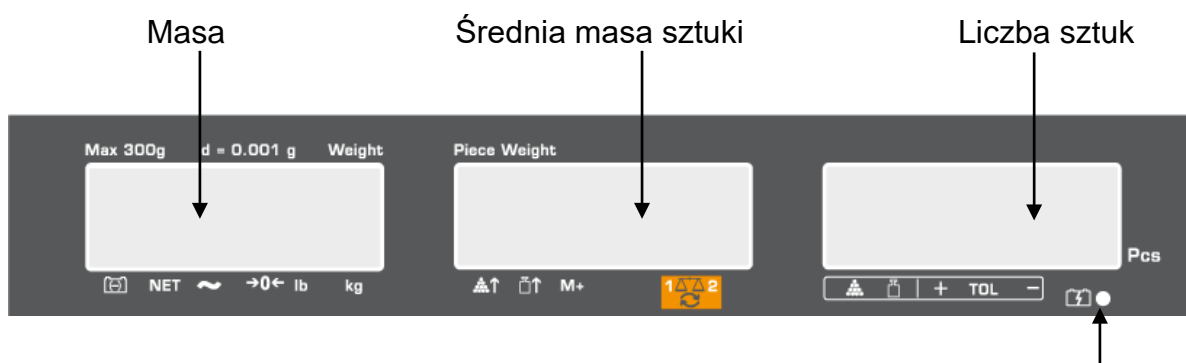 Masa Średnia masa sztuki Liczba sztuk
Max 300g d = 0.001 g Weight Piece Weight
Pcs
NET ~ →0← lb kg ↑ ↑ M+ 1 2 + TOL −